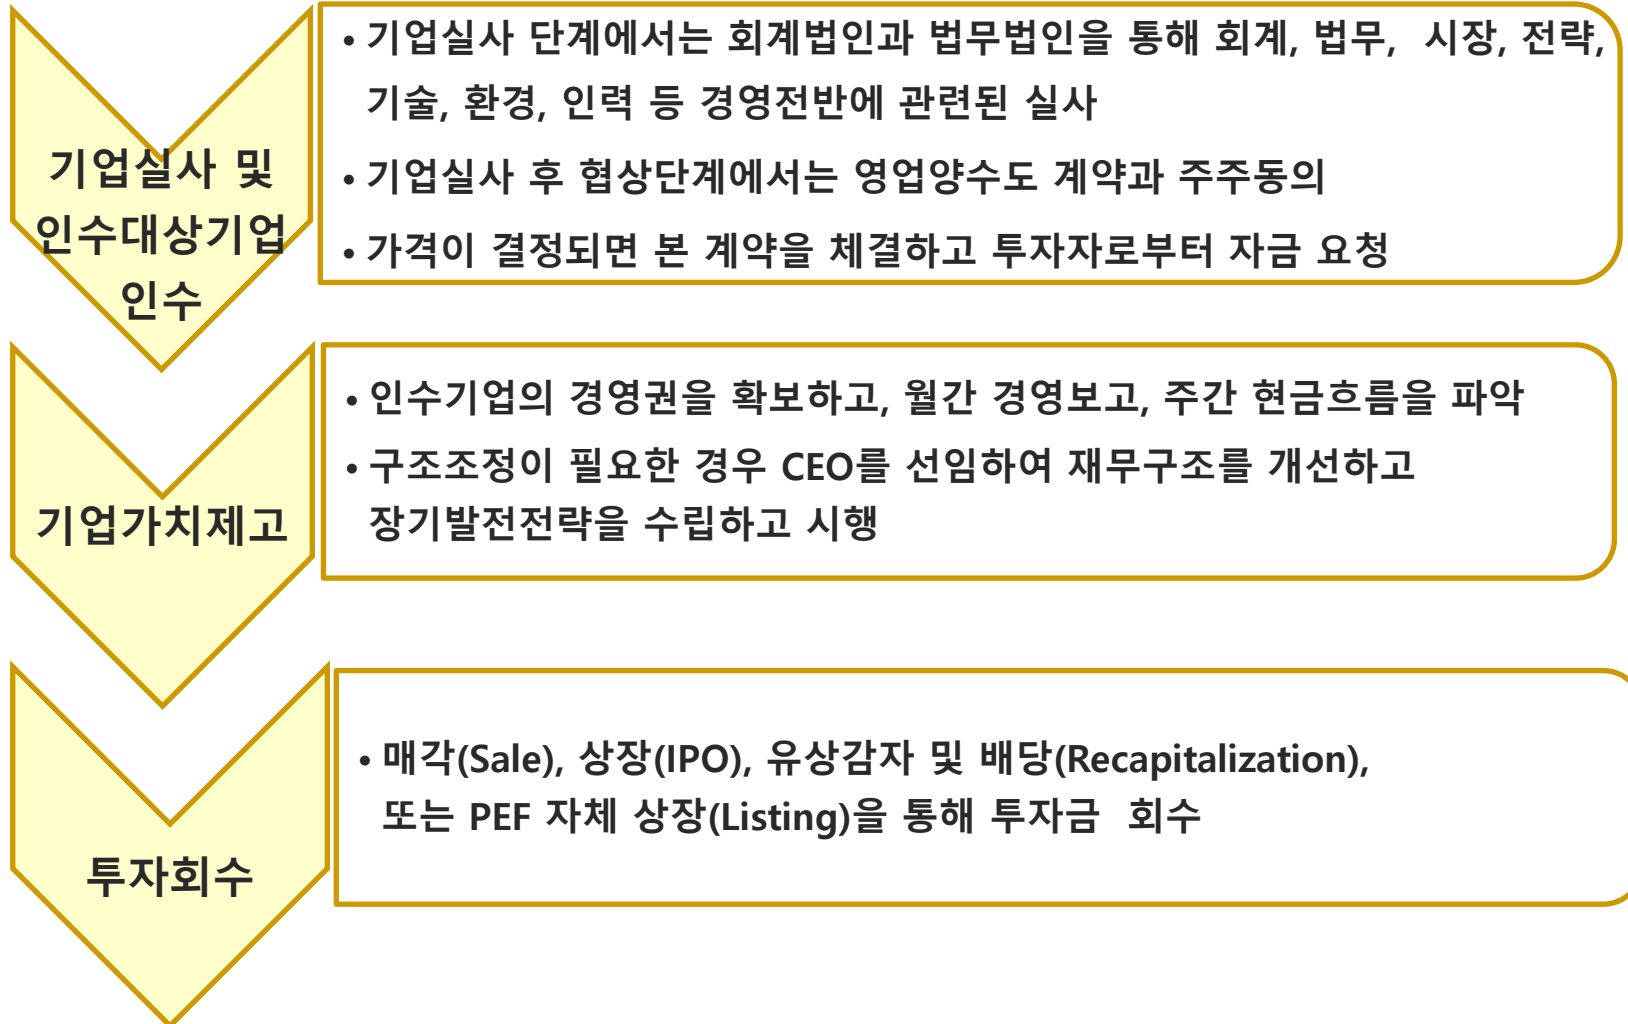 기업실사 및
인수대상기업
인수
• 기업실사 단계에서는 회계법인과 법무법인을 통해 회계, 법무, 시장, 전략,
기술, 환경, 인력 등 경영전반에 관련된 실사
• 기업실사 후 협상단계에서는 영업양수도 계약과 주주동의
• 가격이 결정되면 본 계약을 체결하고 투자자로부터 자금 요청
기업가치제고
• 인수기업의 경영권을 확보하고, 월간 경영보고, 주간 현금흐름을 파악
• 구조조정이 필요한 경우 CEO를 선임하여 재무구조를 개선하고
장기발전전략을 수립하고 시행
투자회수
• 매각(Sale), 상장(IPO), 유상감자 및 배당(Recapitalization),
또는 PEF 자체 상장(Listing)을 통해 투자금 회수